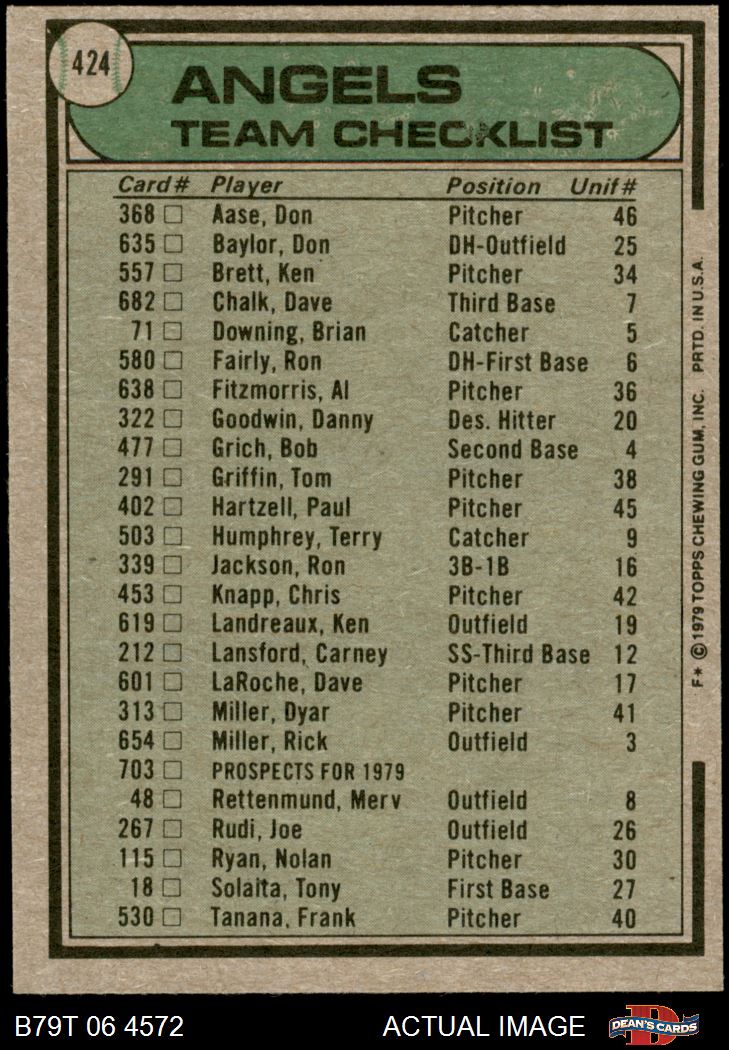 424
ANGELS
TEAM CHECKLIST
Card# Player Position Unif#
368 Aase, Don Pitcher 46
635 Baylor, Don DH-Outfield 25
557 Brett, Ken Pitcher 34
682 Chalk, Dave Third Base 7
71 Downing, Brian Catcher 5
580 Fairly, Ron DH-First Base 6
638 Fitzmorris, Al Pitcher 36
322 Goodwin, Danny Des. Hitter 20
477 Grich, Bob Second Base 4
291 Griffin, Tom Pitcher 38
402 Hartzell, Paul Pitcher 45
503 Humphrey, Terry Catcher 9
339 Jackson, Ron 3B-1B 16
453 Knapp, Chris Pitcher 42
619 Landreaux, Ken Outfield 19
212 Lansford, Carney SS-Third Base 12
601 LaRoche, Dave Pitcher 17
313 Miller, Dyar Pitcher 41
654 Miller, Rick Outfield 3
703 PROSPECTS FOR 1979
48 Rettenmund, Merv Outfield 8
267 Rudi, Joe Outfield 26
115 Ryan, Nolan Pitcher 30
18 Solaita, Tony First Base 27
530 Tanana, Frank Pitcher 40
F* © 1979 TOPPS CHEWING GUM, INC. PRTD. IN U.S.A.
B79T 06 4572 ACTUAL IMAGE DEAN'S CARDS